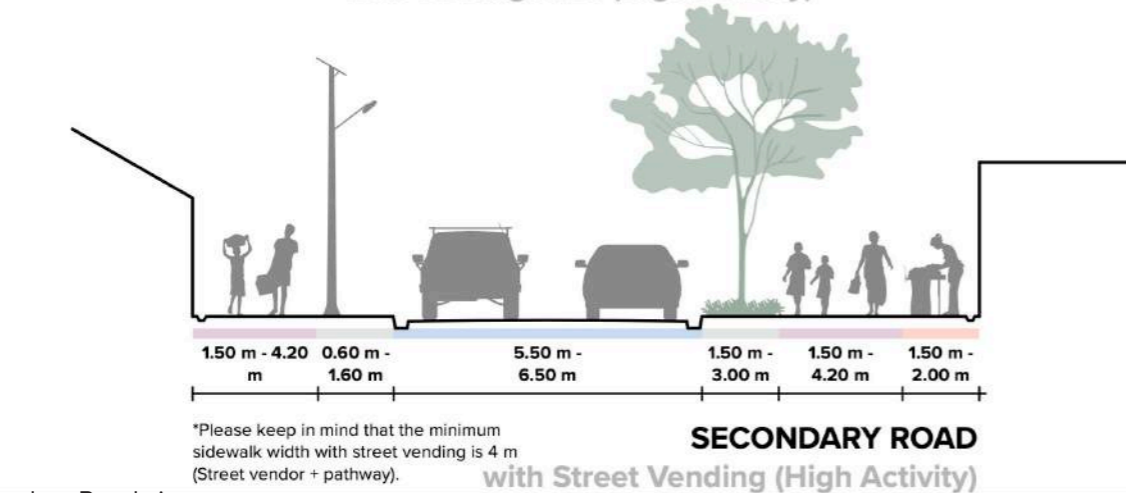 1.50 m - 4.20
m
0.60 m -
1.60 m
5.50 m -
6.50 m
1.50 m -
3.00 m
1.50 m -
4.20 m
1.50 m -
2.00 m
*Please keep in mind that the minimum
sidewalk width with street vending is 4 m
(Street vendor + pathway).
SECONDARY ROAD
with Street Vending (High Activity)